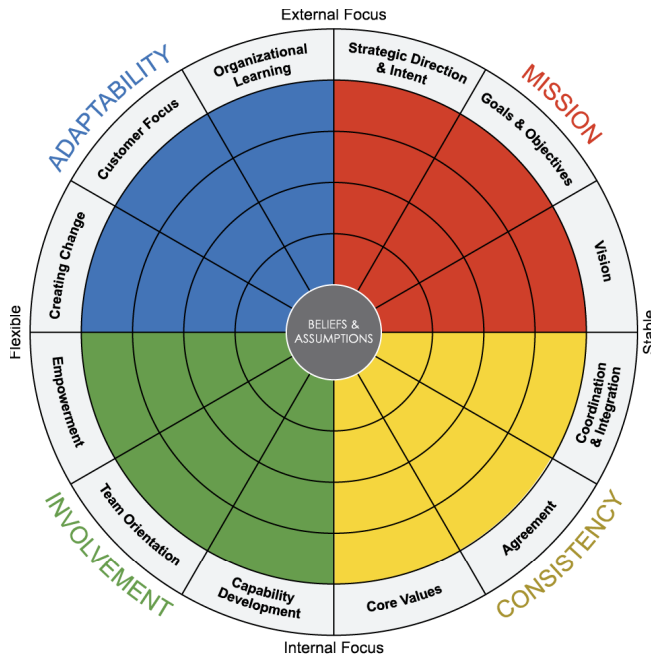 External Focus
ADAPTABILITY
MISSION
Organizational
Learning
Strategic Direction
& Intent
Customer Focus
Goals & Objectives
Creating Change
Vision
Flexible
BELIEFS &
ASSUMPTIONS
Stable
Empowerment
Coordination
& Integration
Team Orientation
Agreement
Capability
Development
Core Values
INVOLVEMENT
CONSISTENCY
Internal Focus